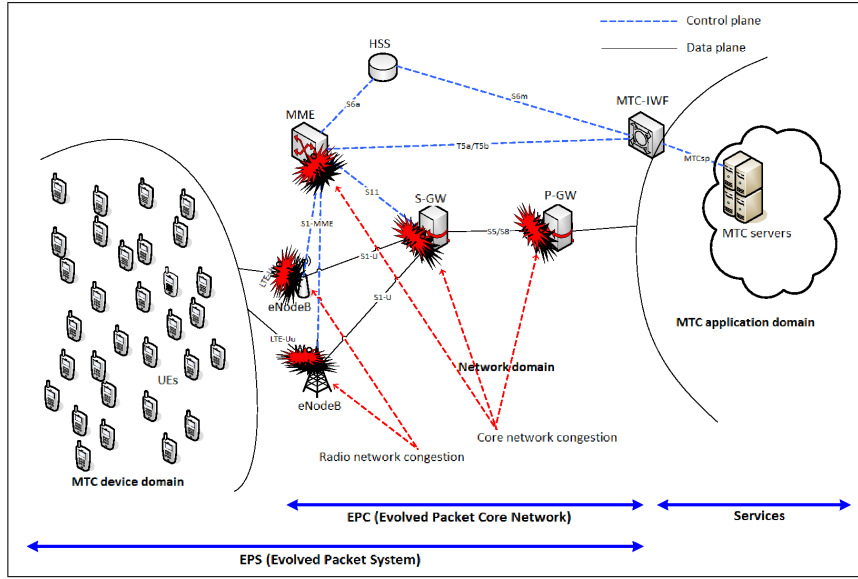 Control plane
Data plane
HSS
S6a
S6m
MTC-IWF
MME
T5a/T5b
MTCsp
S11
S-GW
P-GW
S1-MME
S5/S8
MTC servers
S1-U
eNodeB
S1-U
MTC application domain
LTE-Uu
Network domain
UEs
eNodeB
Core network congestion
Radio network congestion
MTC device domain
EPC (Evolved Packet Core Network)
Services
EPS (Evolved Packet System)